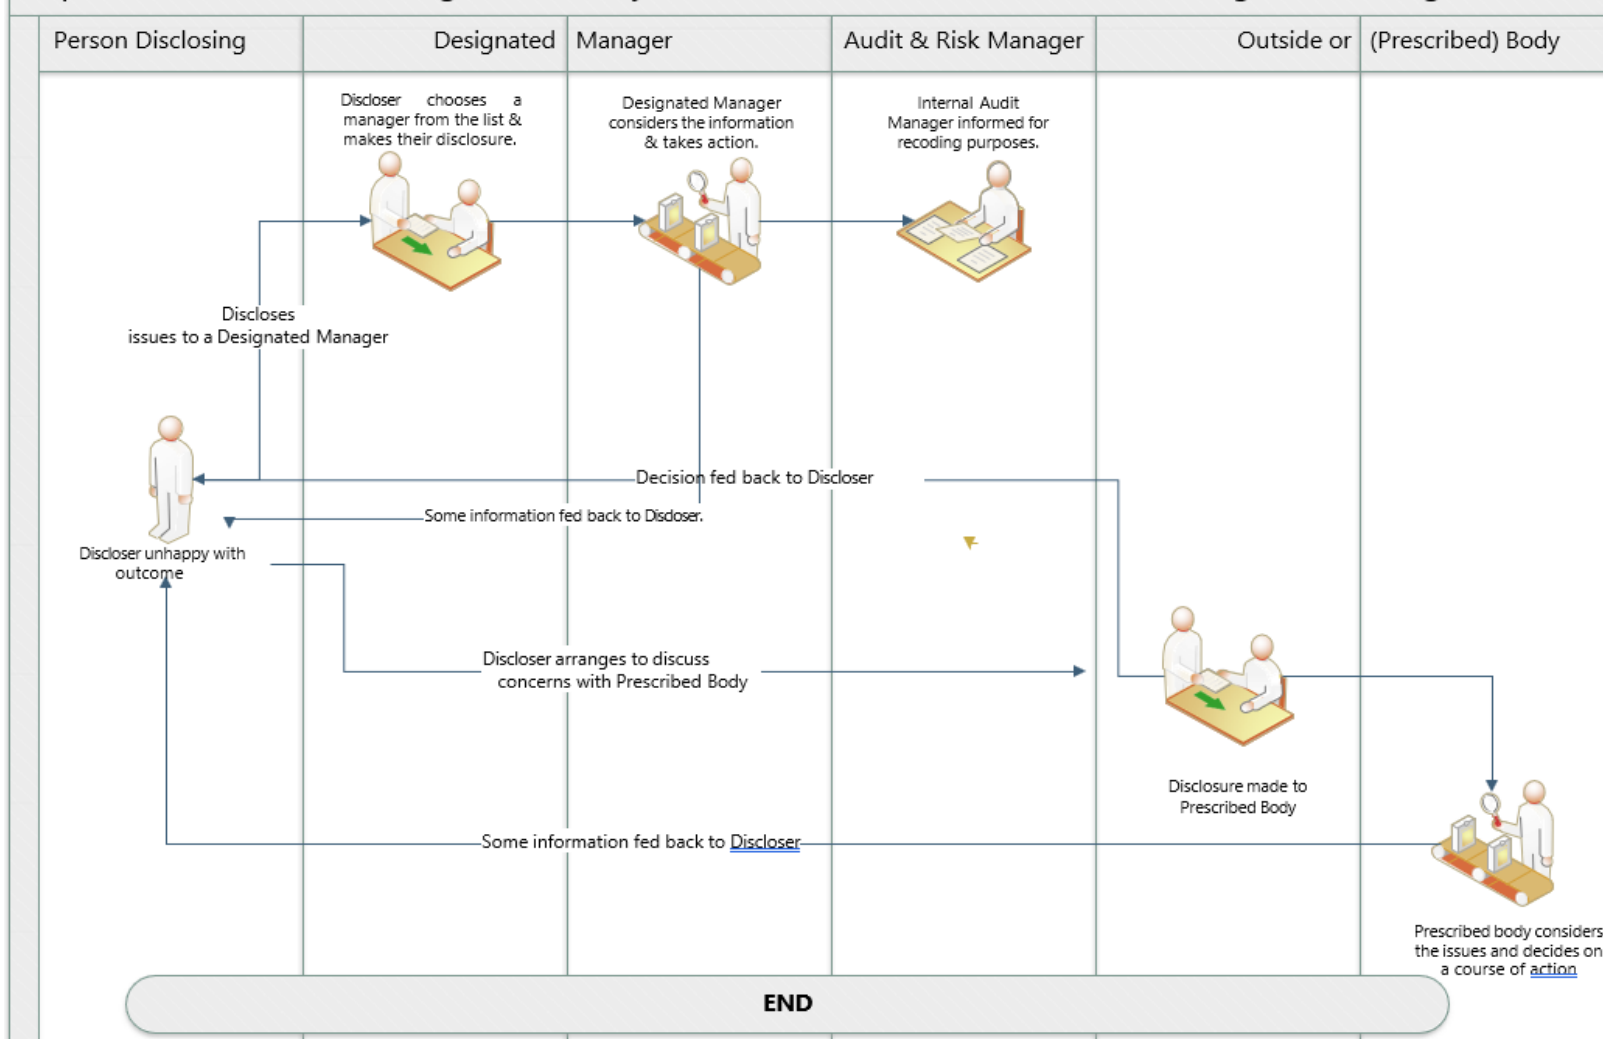 Person Disclosing
Designated
Manager
Audit & Risk Manager
Outside or
(Prescribed) Body
Discloser chooses a
manager from the list &
makes their disclosure.
Designated Manager
considers the information
& takes action.
Internal Audit
Manager informed for
recoding purposes.
Discloses
issues to a Designated Manager
Decision fed back to Discloser
Some information fed back to Discloser.
Discloser unhappy with
outcome
Discloser arranges to discuss
concerns with Prescribed Body
Disclosure made to
Prescribed Body
Some information fed back to Discloser
Prescribed body considers
the issues and decides on
a course of action
END